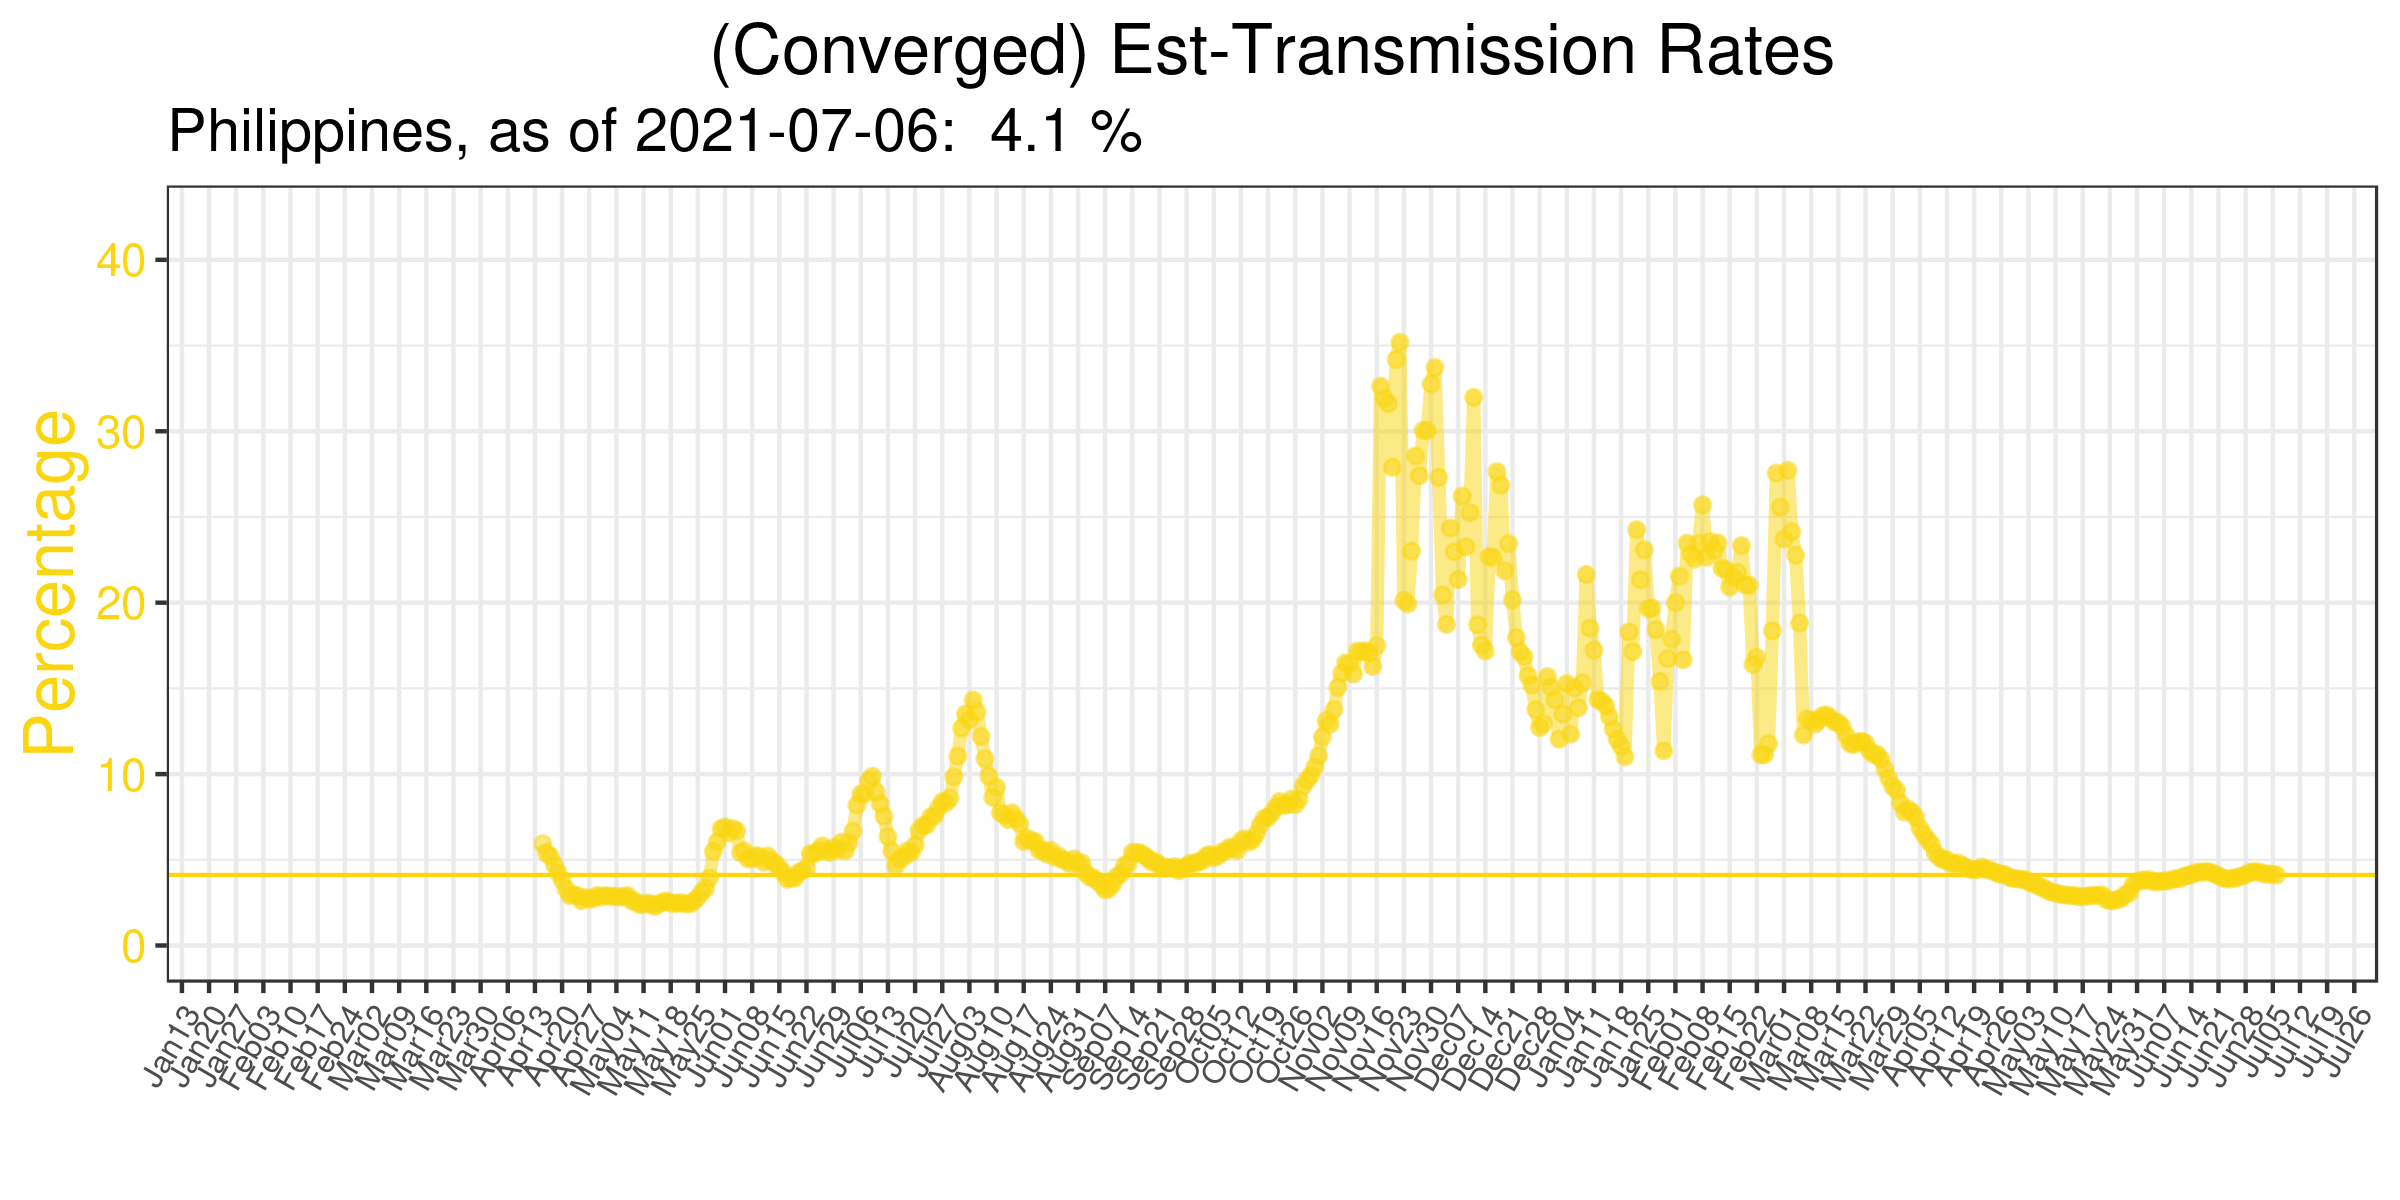 (Converged) Est-Transmission Rates
Philippines, as of 2021-07-06:  4.1 %
Percentage
40
30
20
10
0
Jan13
Jan20
Jan27
Feb03
Feb10
Feb17
Feb24
Mar02
Mar09
Mar16
Mar23
Mar30
Apr06
Apr13
Apr20
Apr27
May04
May11
May18
May25
Jun01
Jun08
Jun15
Jun22
Jun29
Jul06
Jul13
Jul20
Jul27
Aug03
Aug10
Aug17
Aug24
Aug31
Sep07
Sep14
Sep21
Sep28
Oct05
Oct12
Oct19
Oct26
Nov02
Nov09
Nov16
Nov23
Nov30
Dec07
Dec14
Dec21
Dec28
Jan04
Jan11
Jan18
Jan25
Feb01
Feb08
Feb15
Feb22
Mar01
Mar08
Mar15
Mar22
Mar29
Apr05
Apr12
Apr19
Apr26
May03
May10
May17
May24
May31
Jun07
Jun14
Jun21
Jun28
Jul05
Jul12
Jul19
Jul26